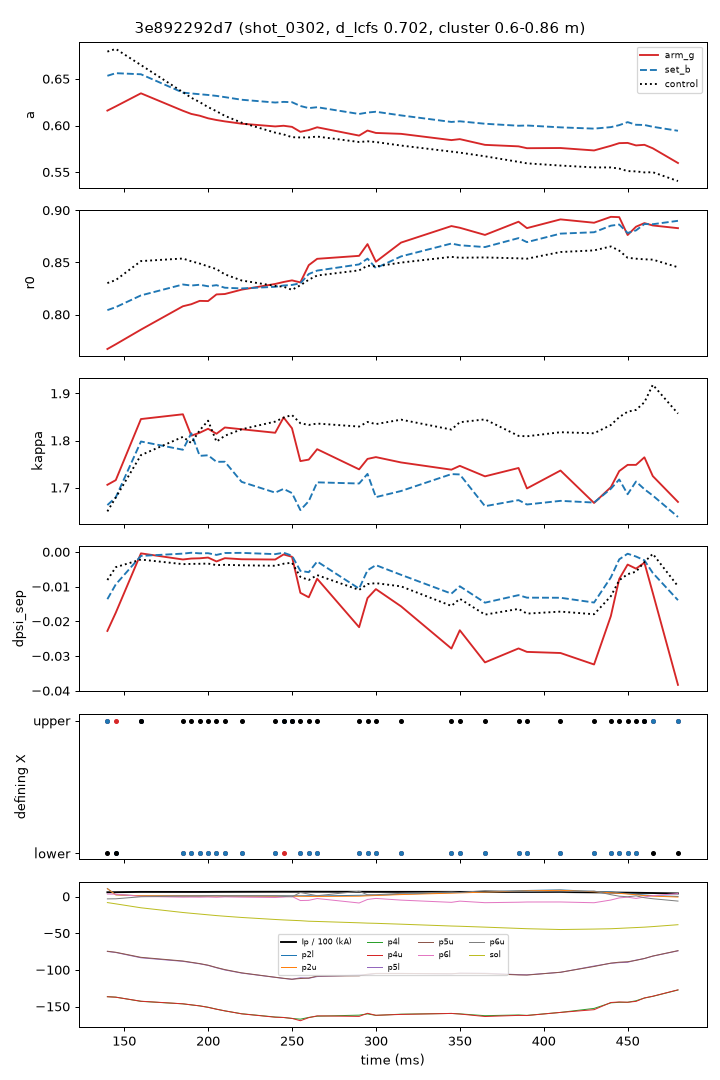 3e892292d7 (shot_0302, d_lcfs 0.702, cluster 0.6-0.86 m)
arm_g
set_b
control
0.65
0.60
0.55
a
0.90
0.85
0.80
r0
1.9
1.8
1.7
kappa
0.00
−0.01
−0.02
−0.03
−0.04
dpsi_sep
upper
lower
defining X
0
−50
−100
−150
Ip / 100 (kA)
p2l
p2u
p4l
p4u
p5l
p5u
p6l
p6u
sol
150 200 250 300 350 400 450
time (ms)